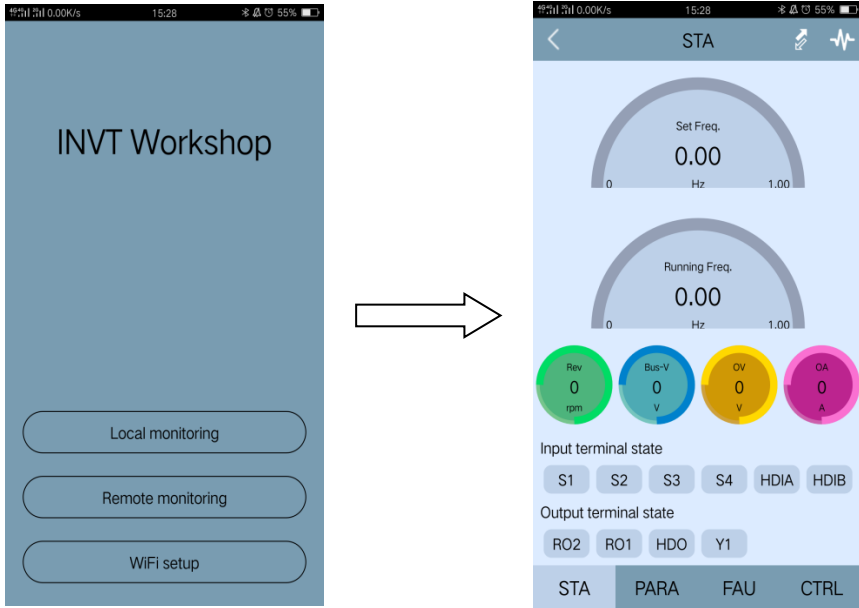 0.00K/s 15:28 55%
INVT Workshop
Local monitoring
Remote monitoring
WiFi setup
0.00K/s 15:28 55%
STA
Set Freq.
0.00
0 Hz 1.00
Running Freq.
0.00
0 Hz 1.00
Rev
0
rpm
Bus-V
0
V
OV
0
V
OA
0
A
Input terminal state
S1 S2 S3 S4 HDIA HDIB
Output terminal state
RO2 RO1 HDO Y1
STA PARA FAU CTRL